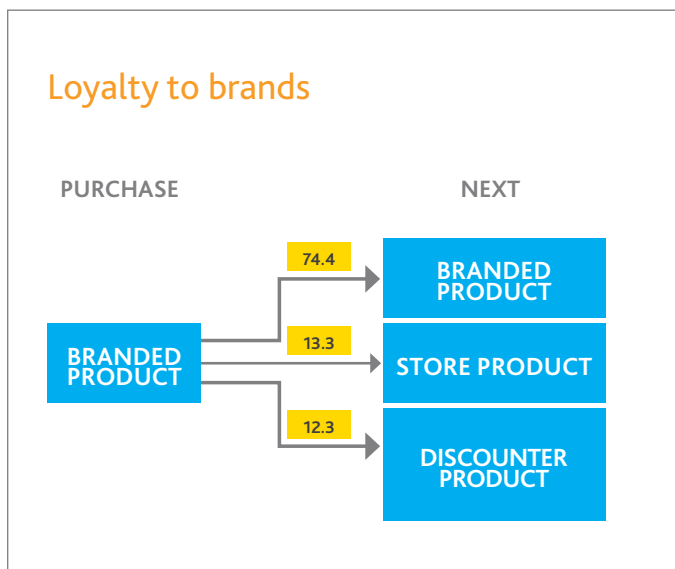 Loyalty to brands
PURCHASE
NEXT
74.4
BRANDED
PRODUCT
BRANDED
PRODUCT
13.3
STORE PRODUCT
12.3
DISCOUNTER
PRODUCT